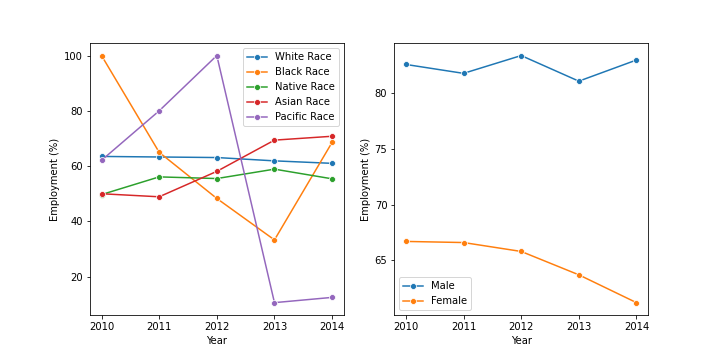 100
80
60
40
20
Employment (%)
2010 2011 2012 2013 2014
Year
White Race
Black Race
Native Race
Asian Race
Pacific Race
80
75
70
65
Employment (%)
2010 2011 2012 2013 2014
Year
Male
Female